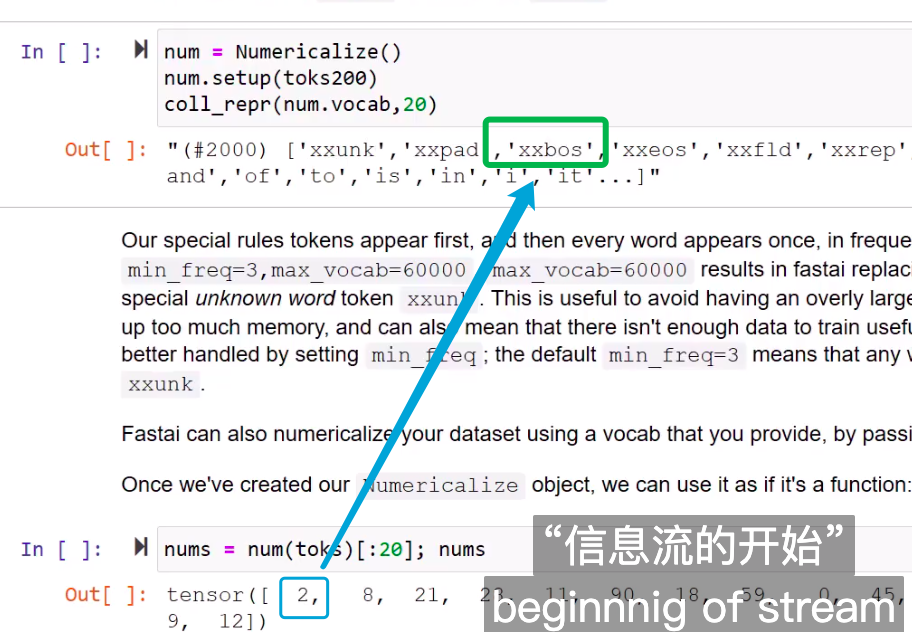 In [ ]: num = Numericalize()
num.setup(toks200)
coll_repr(num.vocab,20)
Out[ ]: "(#2000) ['xxunk','xxpad','xxbos','xxeos','xxfld','xxrep',
and','of','to','is','in','i','it'...]"
Our special rules tokens appear first, and then every word appears once, in freque
min_freq=3,max_vocab=60000 max_vocab=60000 results in fastai replaci
special unknown word token xxunk. This is useful to avoid having an overly large
up too much memory, and can also mean that there isn't enough data to train usefu
better handled by setting min_freq; the default min_freq=3 means that any w
xxunk.
Fastai can also numericalize your dataset using a vocab that you provide, by passi
Once we've created our Numericalize object, we can use it as if it's a function:
In [ ]: nums = num(toks)[:20]; nums
“信息流的开始”
Out[ ]: tensor([ 2, 8, 21, 28, 11, 90, 18, 59, 0, 45,
beginnnig of stream
9, 12])